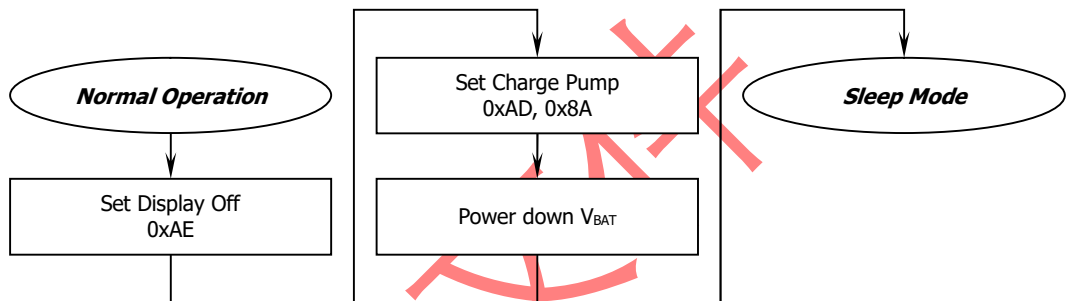 Normal Operation
Set Display Off
0xAE
Set Charge Pump
0xAD, 0x8A
Power down VBAT
Sleep Mode